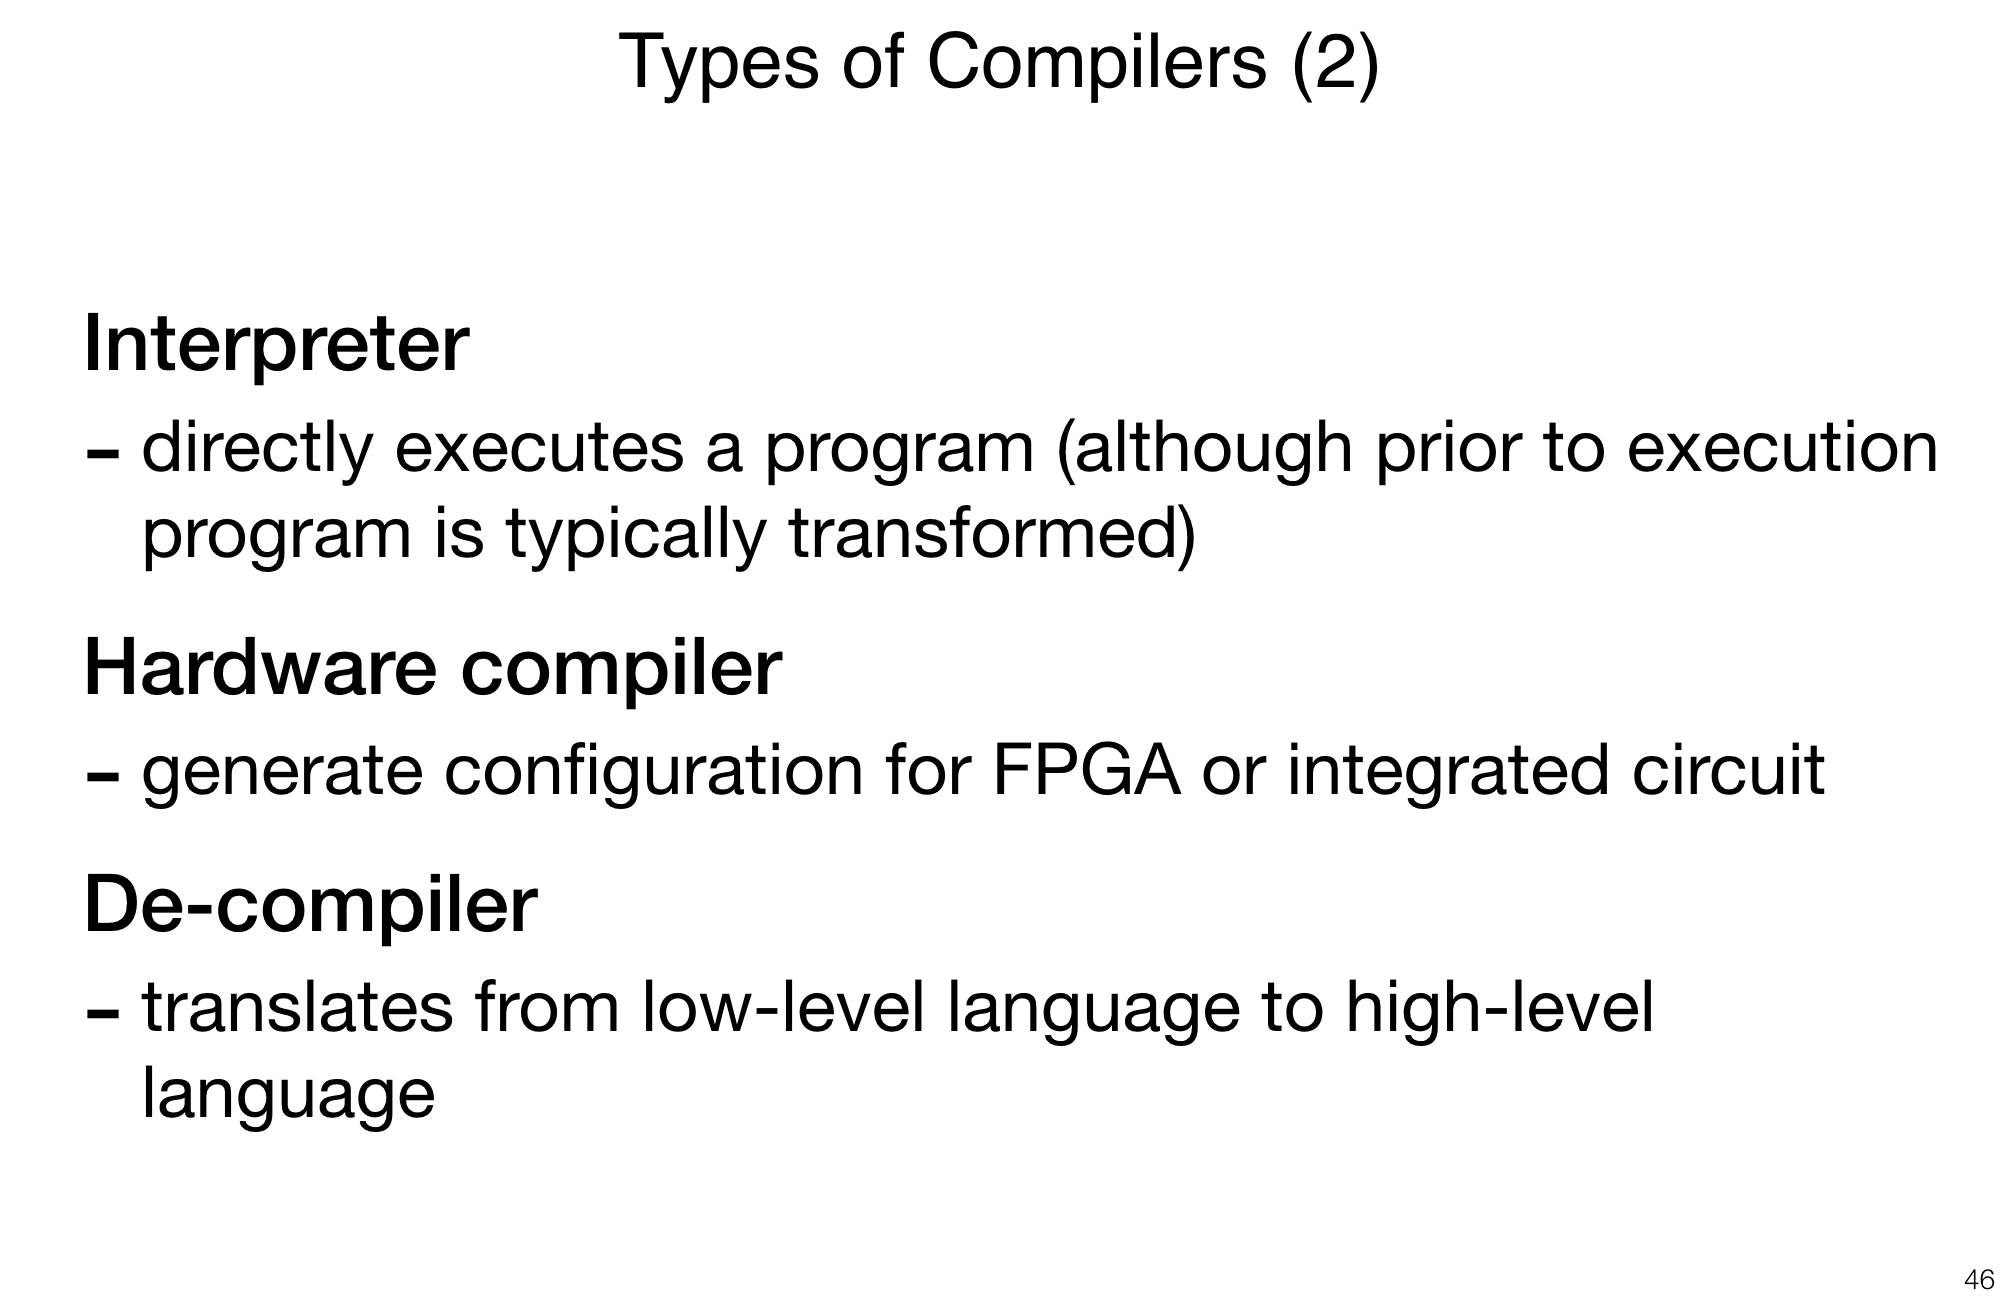 Types of Compilers (2)
Interpreter
- directly executes a program (although prior to execution
program is typically transformed)
Hardware compiler
- generate configuration for FPGA or integrated circuit
De-compiler
- translates from low-level language to high-level
language
46